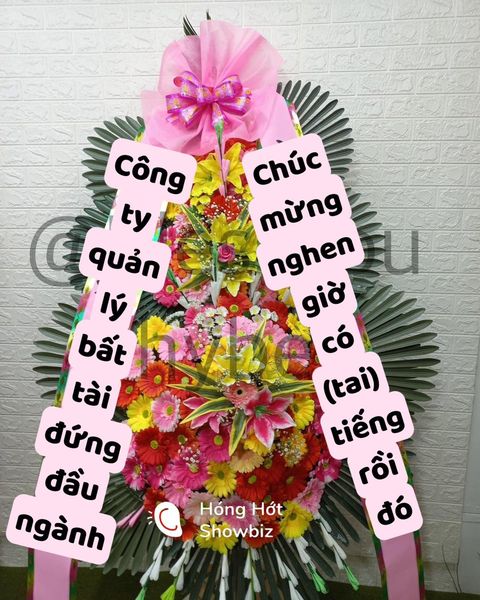 Công
ty
quản
lý
bất
tài
đứng
đầu
ngành
Chúc
mừng
nghen
giờ
có
(tai)
tiếng
rồi
đó
hybe
Hóng Hớt
Showbiz